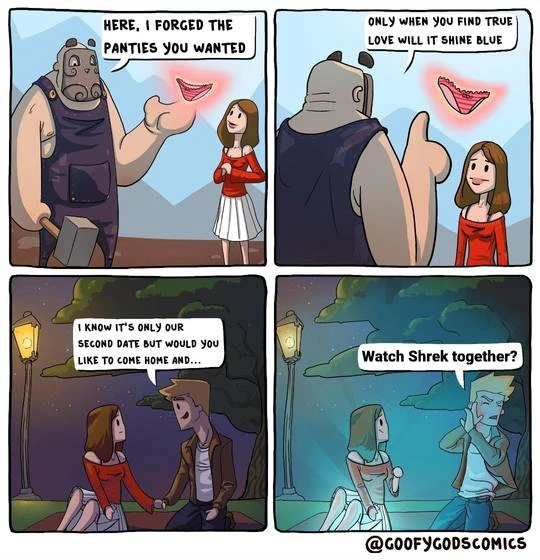 HERE, I FORGED THE
PANTIES YOU WANTED
ONLY WHEN YOU FIND TRUE
LOVE WILL IT SHINE BLUE
I KNOW IT'S ONLY OUR
SECOND DATE BUT WOULD YOU
LIKE TO COME HOME AND...
Watch Shrek together?
@GOOFYGODSCOMICS